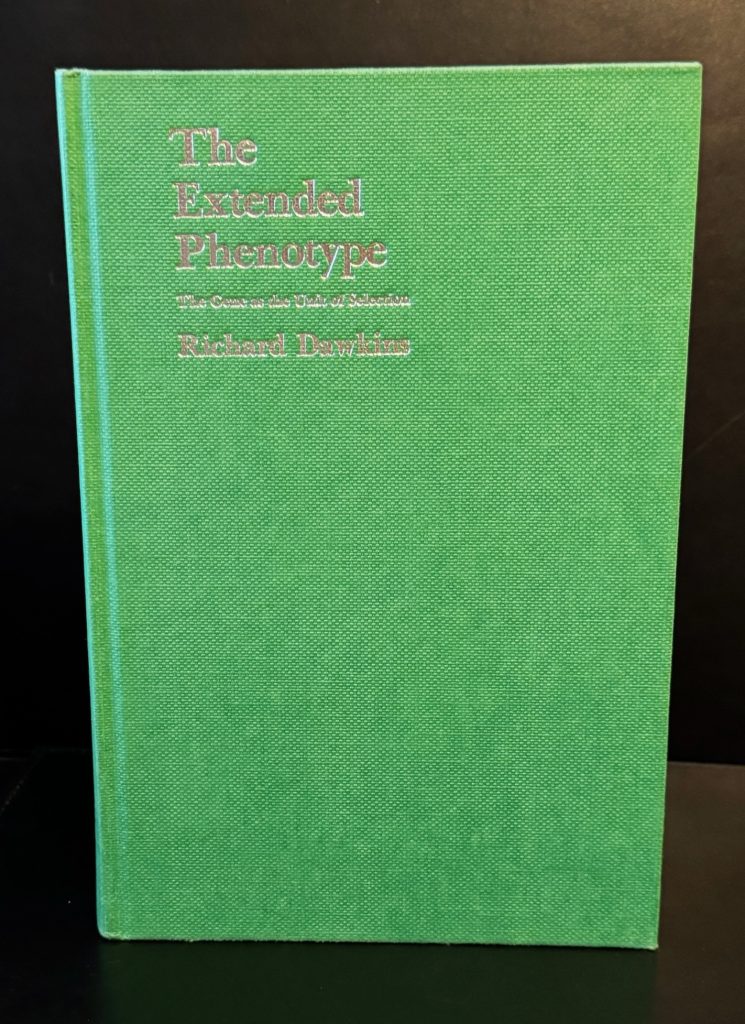 The
Extended
Phenotype
The Gene as the Unit of Selection
Richard Dawkins